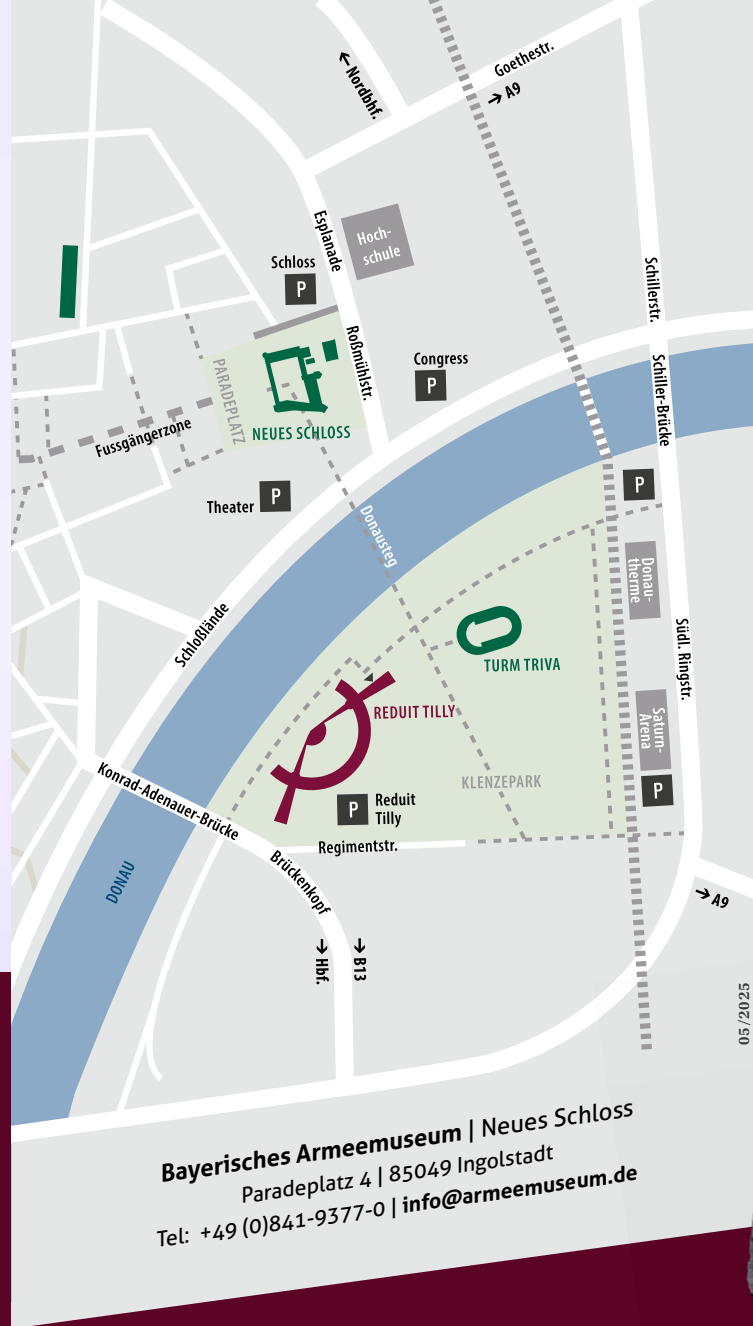 Goethestr.
← Nordbhf.
→ A9
Esplanade
Hoch-
schule
Schloss
P
Schillerstr.
Roßmühlstr.
Congress
P
Schiller-Brücke
PARADEPLATZ
NEUES SCHLOSS
Fussgängerzone
P
Theater
P
Donausteg
Donau-
therme
Schloßlände
TURM TRIVA
Südl. Ringstr.
REDUIT TILLY
Saturn-
Arena
P
KLENZEPARK
Konrad-Adenauer-Brücke
P
Reduit
Tilly
Regimentstr.
DONAU
Brückenkopf
→ A9
→ Hbf.
→ B13
05/2025
Bayerisches Armeemuseum | Neues Schloss
Paradeplatz 4 | 85049 Ingolstadt
Tel: +49 (0)841-9377-0 | info@armeemuseum.de